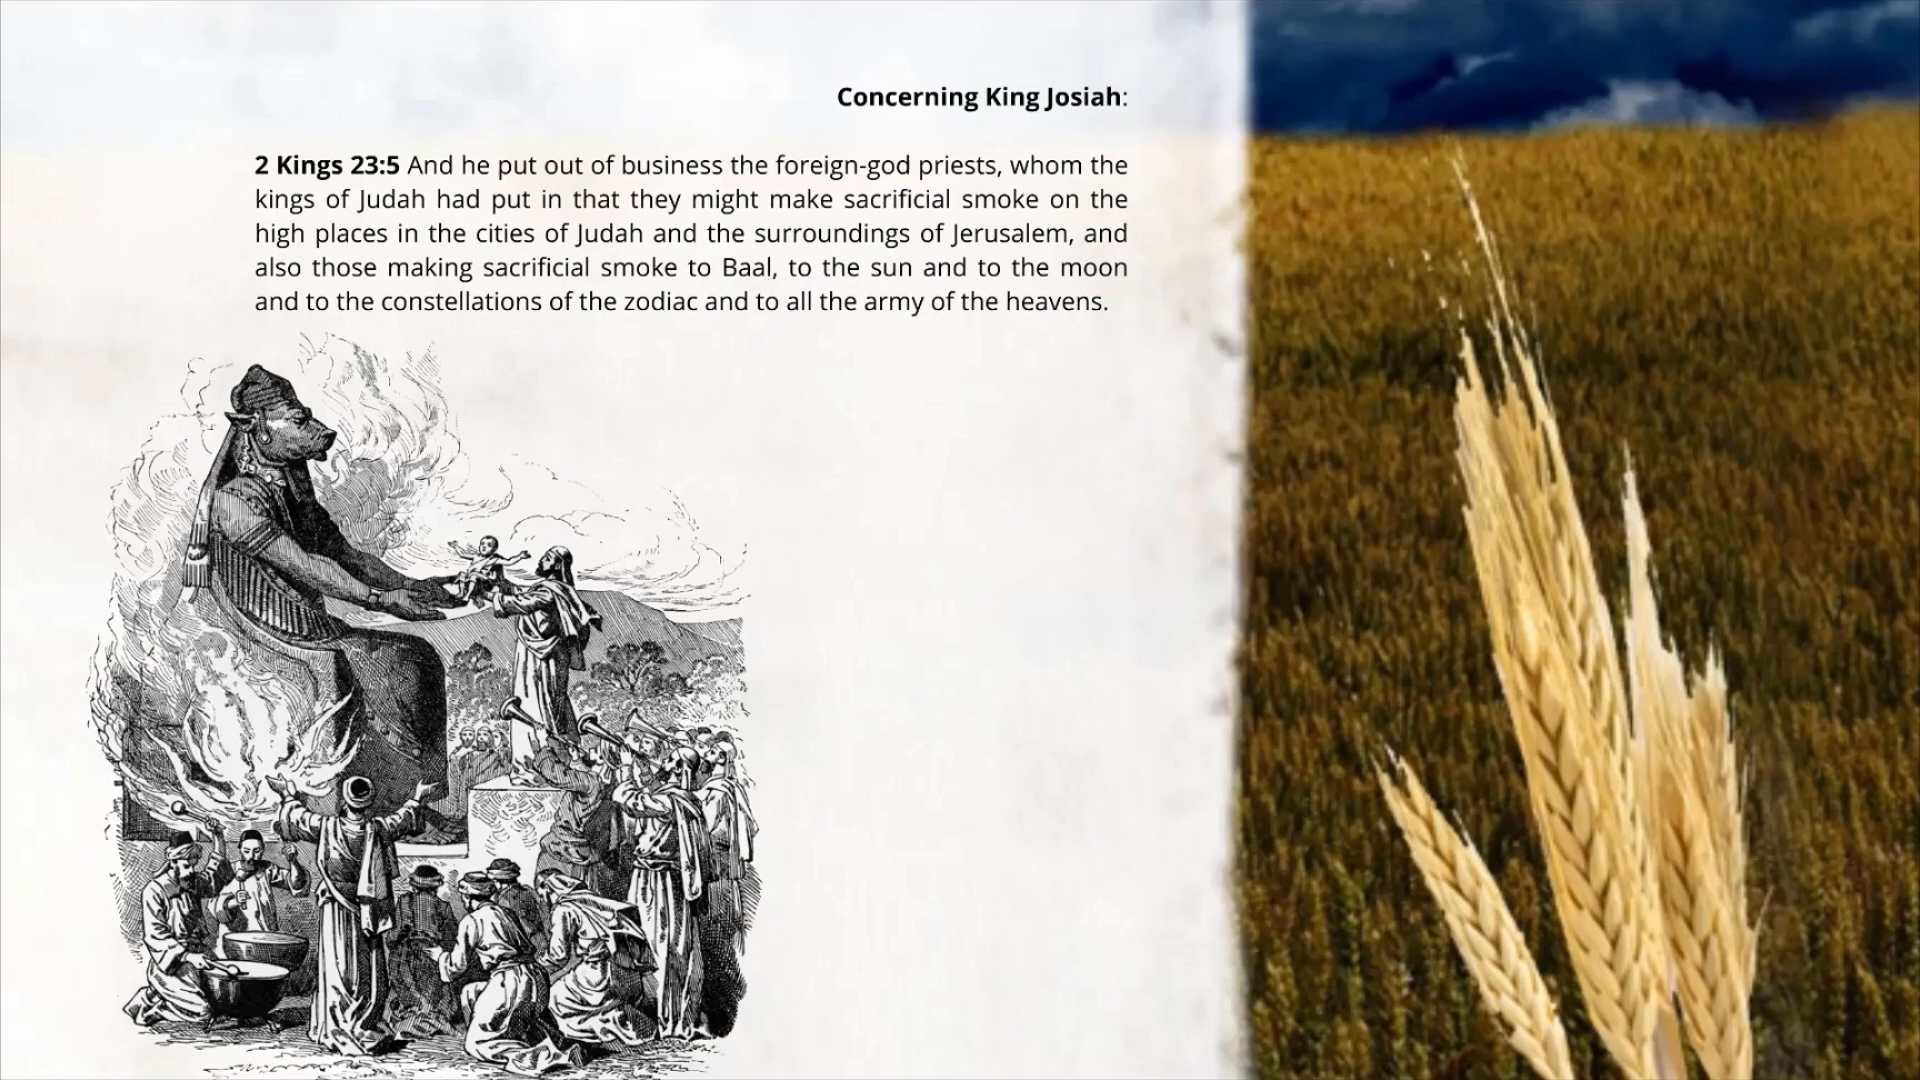 Concerning King Josiah:
2 Kings 23:5 And he put out of business the foreign-god priests, whom the
kings of Judah had put in that they might make sacrificial smoke on the
high places in the cities of Judah and the surroundings of Jerusalem, and
also those making sacrificial smoke to Baal, to the sun and to the moon
and to the constellations of the zodiac and to all the army of the heavens.